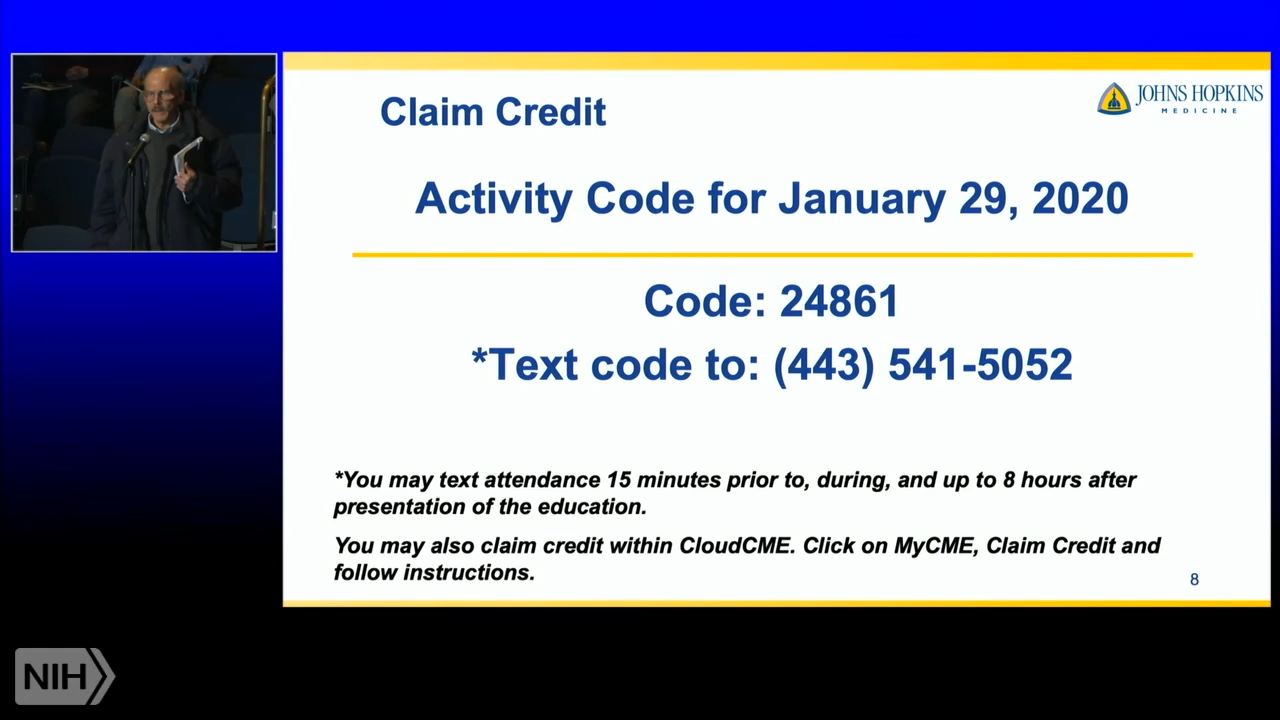 Claim Credit
JOHNS HOPKINS
MEDICINE
Activity Code for January 29, 2020
Code: 24861
*Text code to: (443) 541-5052
*You may text attendance 15 minutes prior to, during, and up to 8 hours after
presentation of the education.
You may also claim credit within CloudCME. Click on MyCME, Claim Credit and
follow instructions.
8
NIH